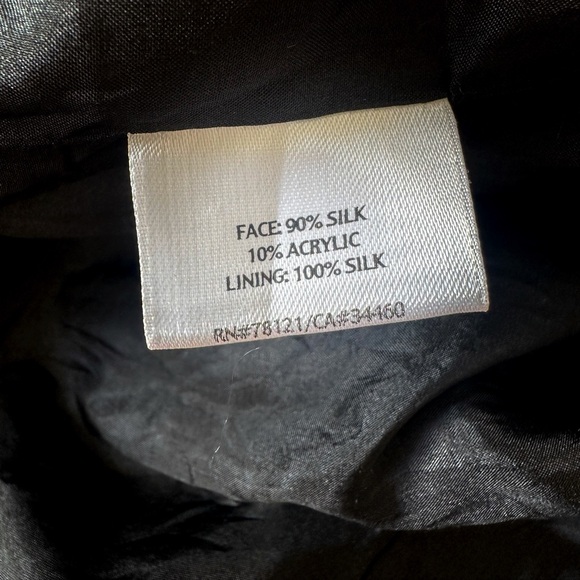 FACE: 90% SILK
10% ACRYLIC
LINING: 100% SILK
RN#78121/CA#34460